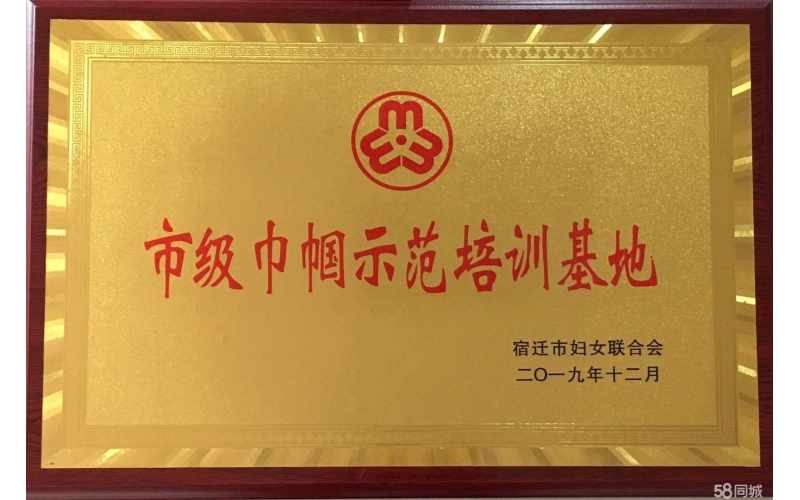 市级巾帼示范培训基地
宿迁市妇女联合会
二〇一九年十二月
58同城